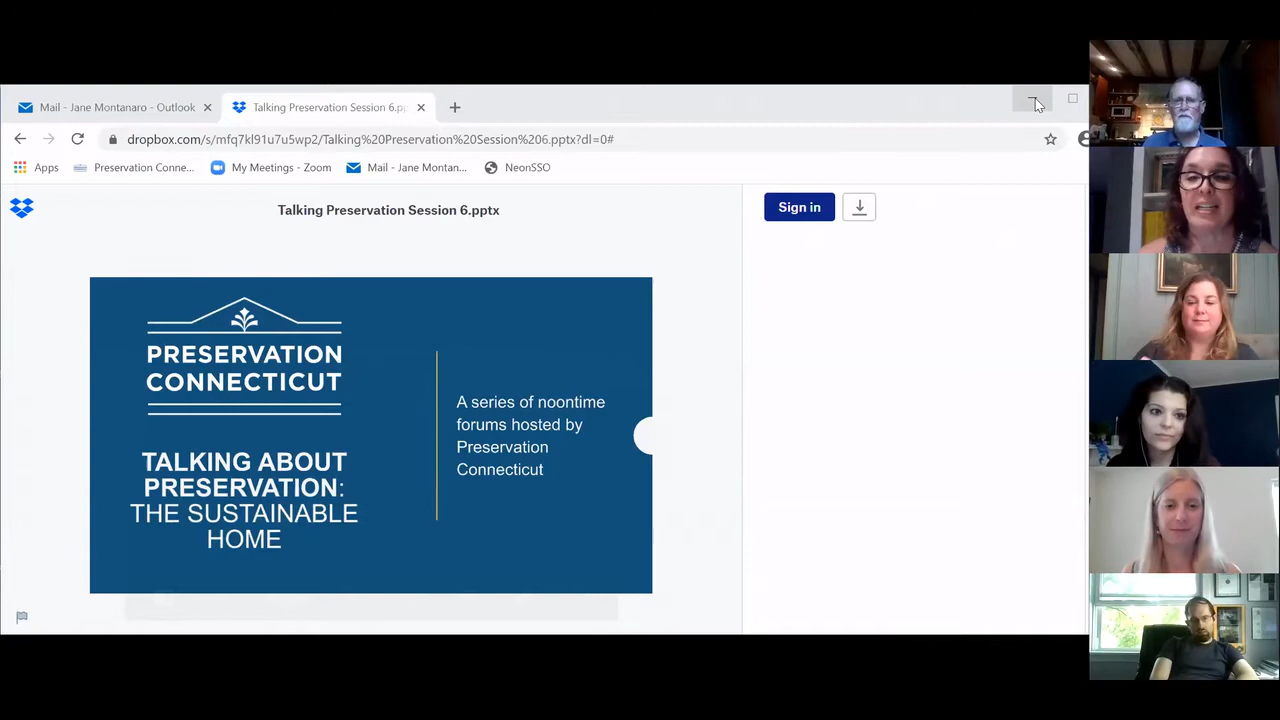 Mail - Jane Montanaro - Outlook
Talking Preservation Session 6.p
dropbox.com/s/mfq7kl91u7u5wp2/Talking%20Preservation%20Session%206.pptx?dl=0#
Apps
Preservation Conne...
My Meetings - Zoom
Mail - Jane Montan...
NeonSSO
Talking Preservation Session 6.pptx
Sign in
PRESERVATION
CONNECTICUT
TALKING ABOUT
PRESERVATION:
THE SUSTAINABLE
HOME
A series of noontime
forums hosted by
Preservation
Connecticut